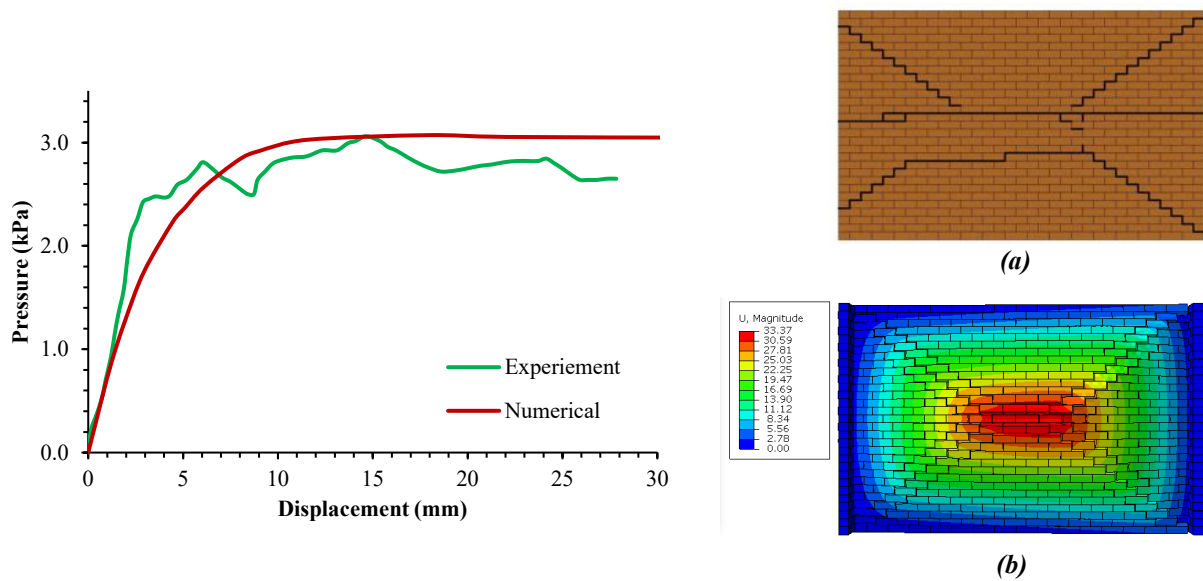 3.0
2.0
1.0
0.0
Pressure (kPa)
0 5 10 15 20 25 30
Displacement (mm)
Experiement
Numerical
(a)
U, Magnitude
33.37
30.59
27.81
25.03
22.25
19.47
16.69
13.90
11.12
8.34
5.56
2.78
0.00
(b)